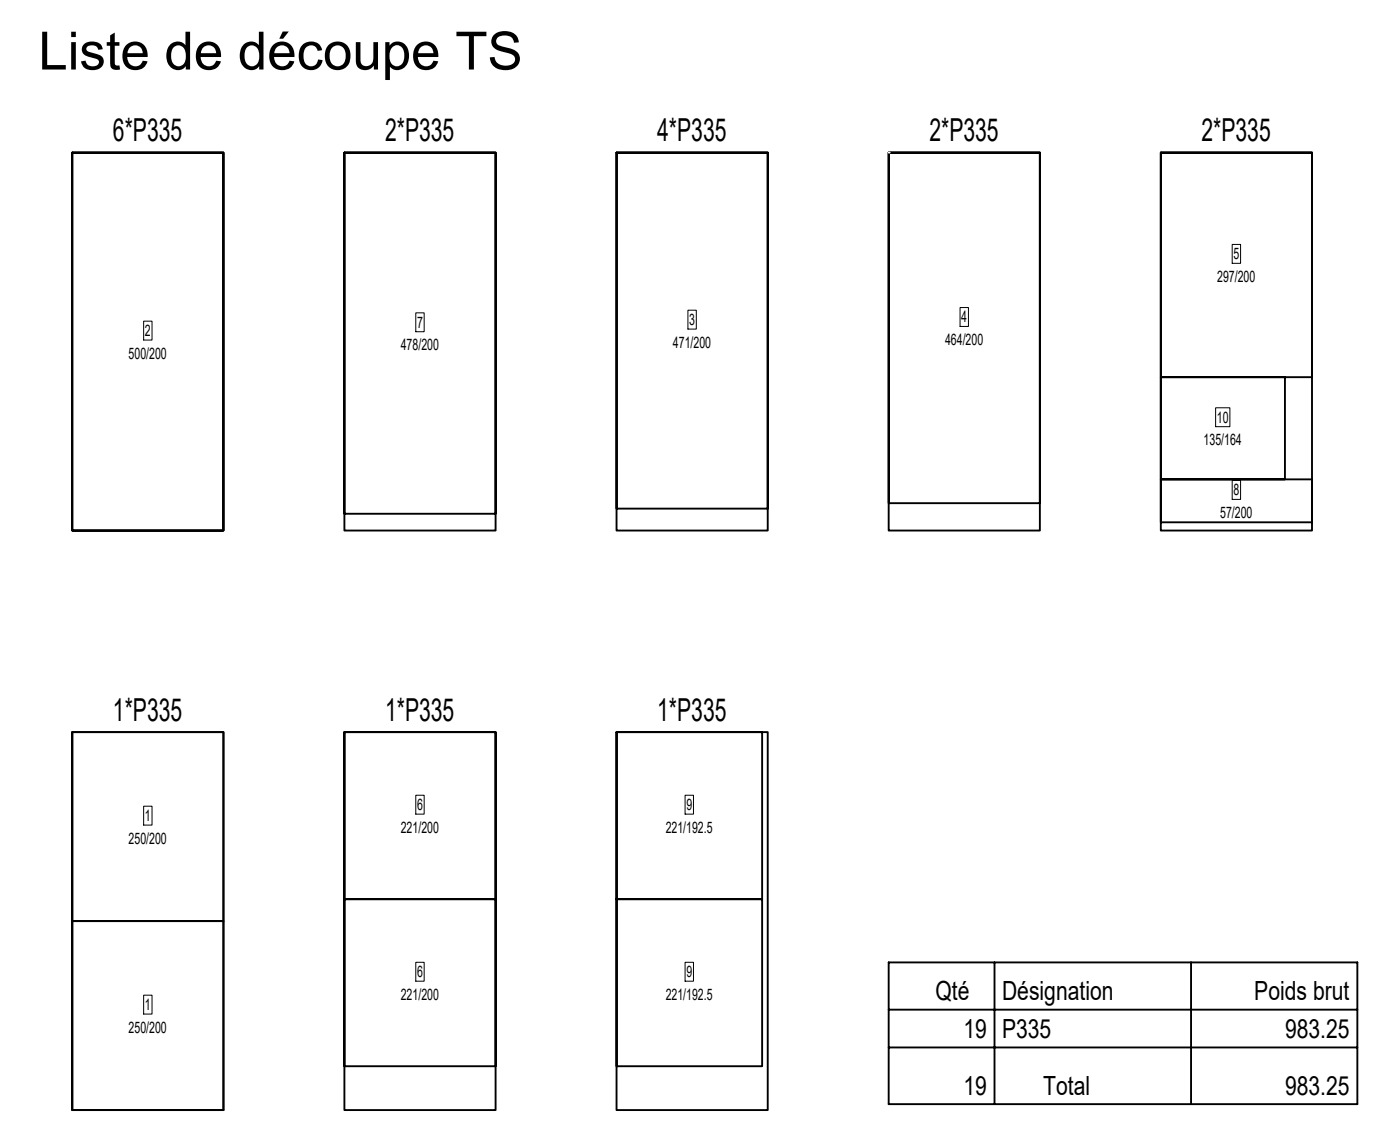 Liste de découpe TS
6*P335
2*P335
4*P335
2*P335
2*P335
2
500/200
7
478/200
3
471/200
4
464/200
5
297/200
10
135/164
8
57/200
1*P335
1*P335
1*P335
1
250/200
1
250/200
6
221/200
6
221/200
9
221/192.5
9
221/192.5
Qté Désignation Poids brut
19 P335 983.25
19 Total 983.25